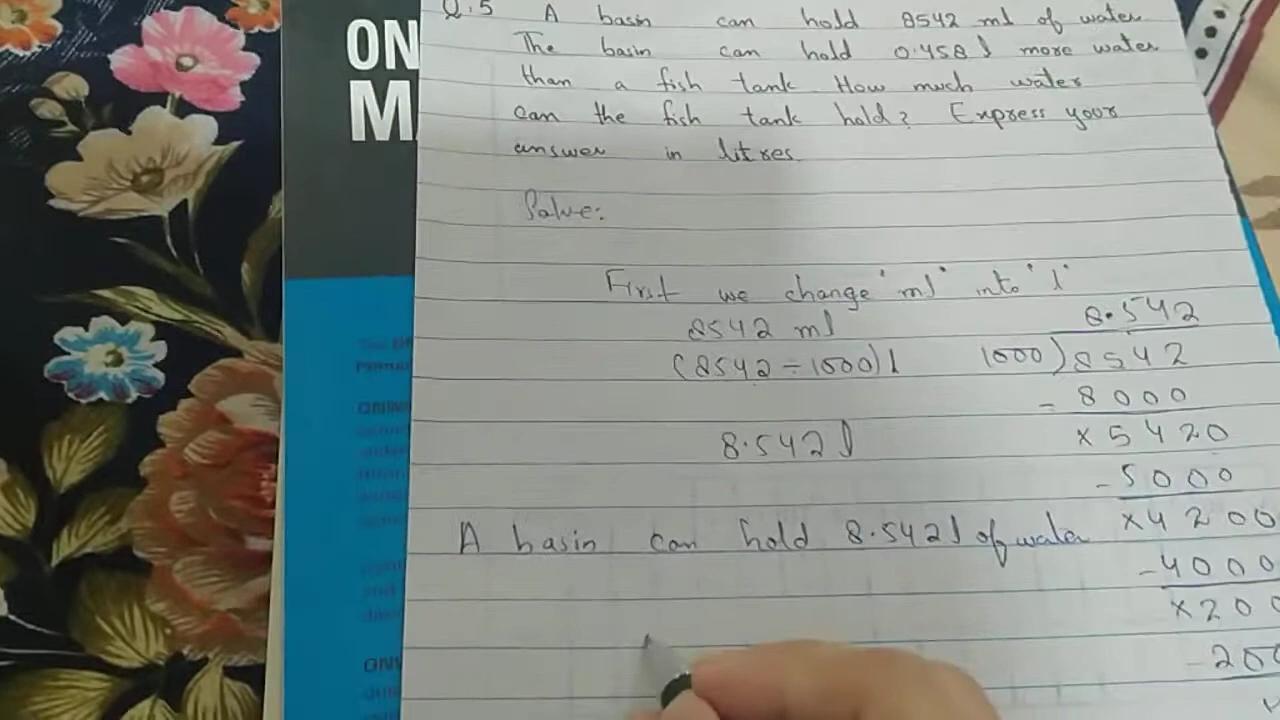 ON
M
Q.5 A basin can hold 8542 ml of water
The basin can hold 0.458 l more water
than a fish tank How much water
can the fish tank hold? Express your
answer in litres
Solve:
First we change "ml" into "l"
8542 ml
(8542 ÷ 1000) l
8.542 l
8.542
1000)8542
- 8000
×5420
- 5000
×4200
- 4000
×200
- 200
A basin can hold 8.542 l of water